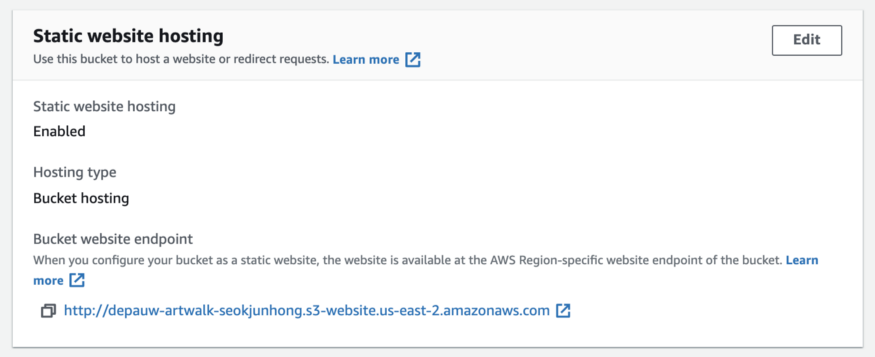 Static website hosting
Edit
Use this bucket to host a website or redirect requests. Learn more
Static website hosting
Enabled
Hosting type
Bucket hosting
Bucket website endpoint
When you configure your bucket as a static website, the website is available at the AWS Region-specific website endpoint of the bucket. Learn
more
http://depauw-artwalk-seokjunhong.s3-website.us-east-2.amazonaws.com